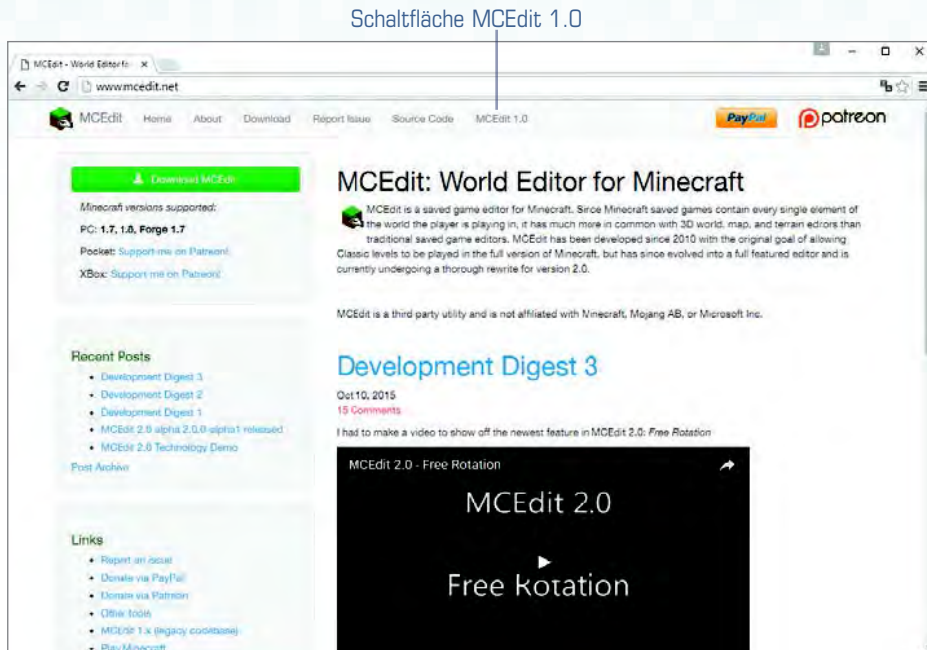 Schaltfläche MCEdit 1.0
MCEdit - World Editor fo
www.mcedit.net
MCEdit Home About Download Report Issue Source Code MCEdit 1.0 PayPal patreon
Download MCEdit
Minecraft versions supported:
PC: 1.7, 1.8, Forge 1.7
Pocket: Support me on Patreon!
XBox: Support me on Patreon!
MCEdit: World Editor for Minecraft
MCEdit is a saved game editor for Minecraft. Since Minecraft saved games contain every single element of
the world the player is playing in, it has much more in common with 3D world, map, and terrain editors than
traditional saved game editors. MCEdit has been developed since 2010 with the original goal of allowing
Classic levels to be played in the full version of Minecraft, but has since evolved into a full featured editor and is
currently undergoing a thorough rewrite for version 2.0.
MCEdit is a third party utility and is not affiliated with Minecraft, Mojang AB, or Microsoft Inc.
Recent Posts
Development Digest 3
Development Digest 2
Development Digest 1
MCEdit 2.0 alpha 2.0.0-alpha1 released
MCEdit 2.0 Technology Demo
Post Archive
Development Digest 3
Oct 10, 2015
15 Comments
I had to make a video to show off the newest feature in MCEdit 2.0: Free Rotation
MCEdit 2.0 - Free Rotation
MCEdit 2.0
Free Rotation
Links
Report an issue
Donate via PayPal
Donate via Patreon
Other tools
MCEdit 1.x (legacy codebase)
Play Minecraft